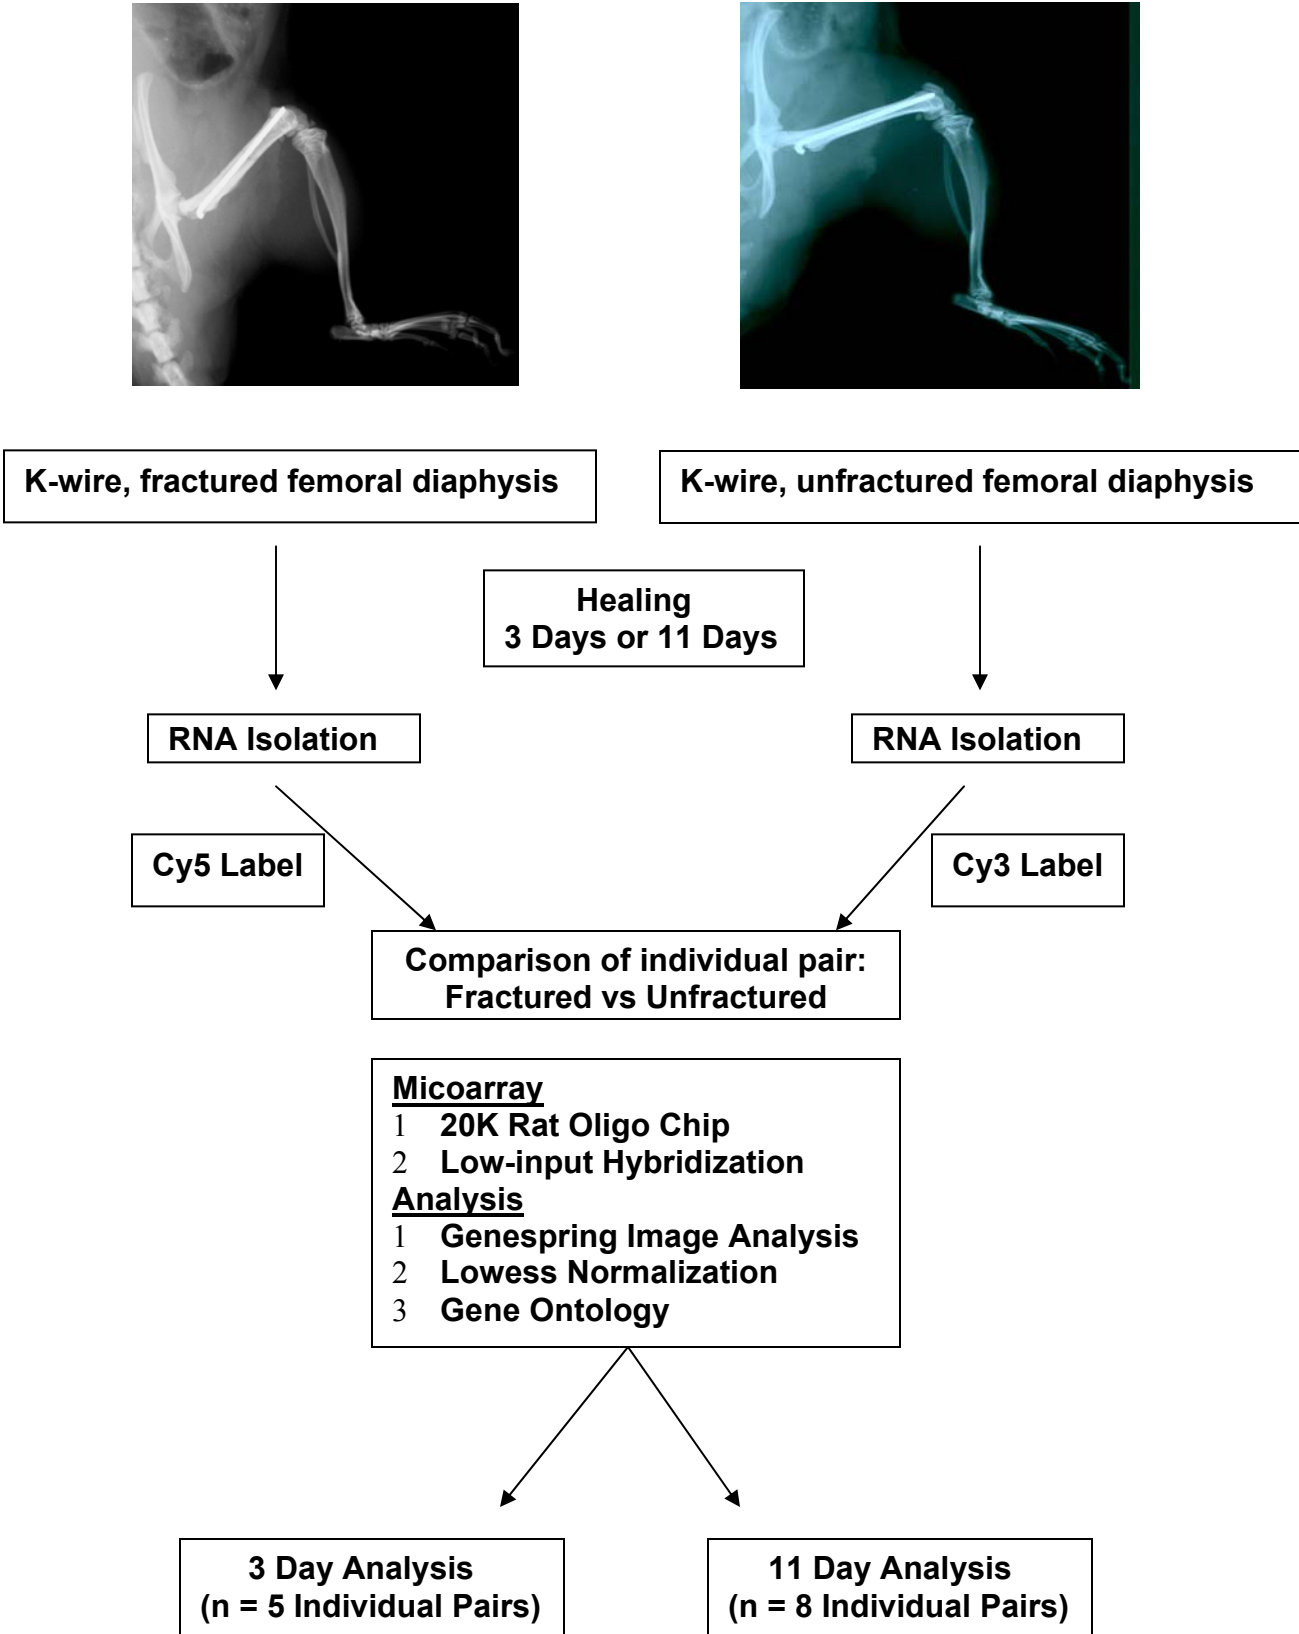 K-wire, fractured femoral diaphysis
K-wire, unfractured femoral diaphysis
Healing
3 Days or 11 Days
RNA Isolation
RNA Isolation
Cy5 Label
Cy3 Label
Comparison of individual pair:
Fractured vs Unfractured
Micoarray
1 20K Rat Oligo Chip
2 Low-input Hybridization
Analysis
1 Genespring Image Analysis
2 Lowess Normalization
3 Gene Ontology
3 Day Analysis
(n = 5 Individual Pairs)
11 Day Analysis
(n = 8 Individual Pairs)